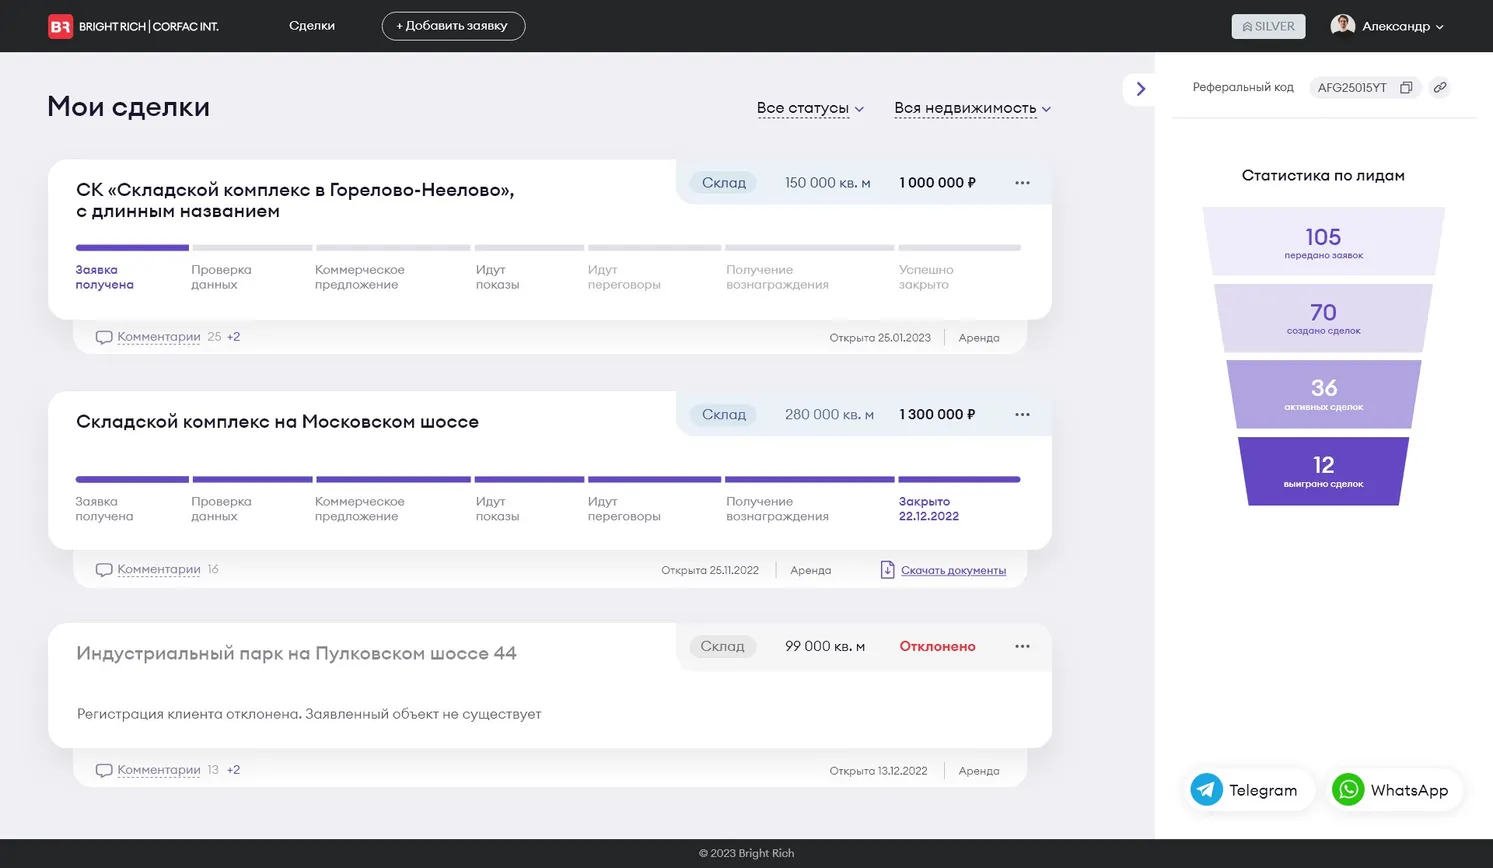 BR BRIGHT RICH | CORFAC INT.
Сделки
+ Добавить заявку
SILVER
Александр
Мои сделки
Все статусы
Вся недвижимость
СК «Складской комплекс в Горелово-Неелово»,
с длинным названием
Склад
150 000 кв. м
1 000 000 ₽
Заявка
получена
Проверка
данных
Коммерческое
предложение
Идут
показы
Идут
переговоры
Получение
вознаграждения
Успешно
закрыто
Комментарии 25 +2
Открыта 25.01.2023
Аренда
Складской комплекс на Московском шоссе
Склад
280 000 кв. м
1 300 000 ₽
Заявка
получена
Проверка
данных
Коммерческое
предложение
Идут
показы
Идут
переговоры
Получение
вознаграждения
Закрыто
22.12.2022
Комментарии 16
Открыта 25.11.2022
Аренда
Скачать документы
Индустриальный парк на Пулковском шоссе 44
Склад
99 000 кв. м
Отклонено
Регистрация клиента отклонена. Заявленный объект не существует
Комментарии 13 +2
Открыта 13.12.2022
Аренда
Реферальный код
AFG25015YT
Статистика по лидам
105
передано заявок
70
создано сделок
36
активных сделок
12
выиграно сделок
Telegram
WhatsApp
© 2023 Bright Rich